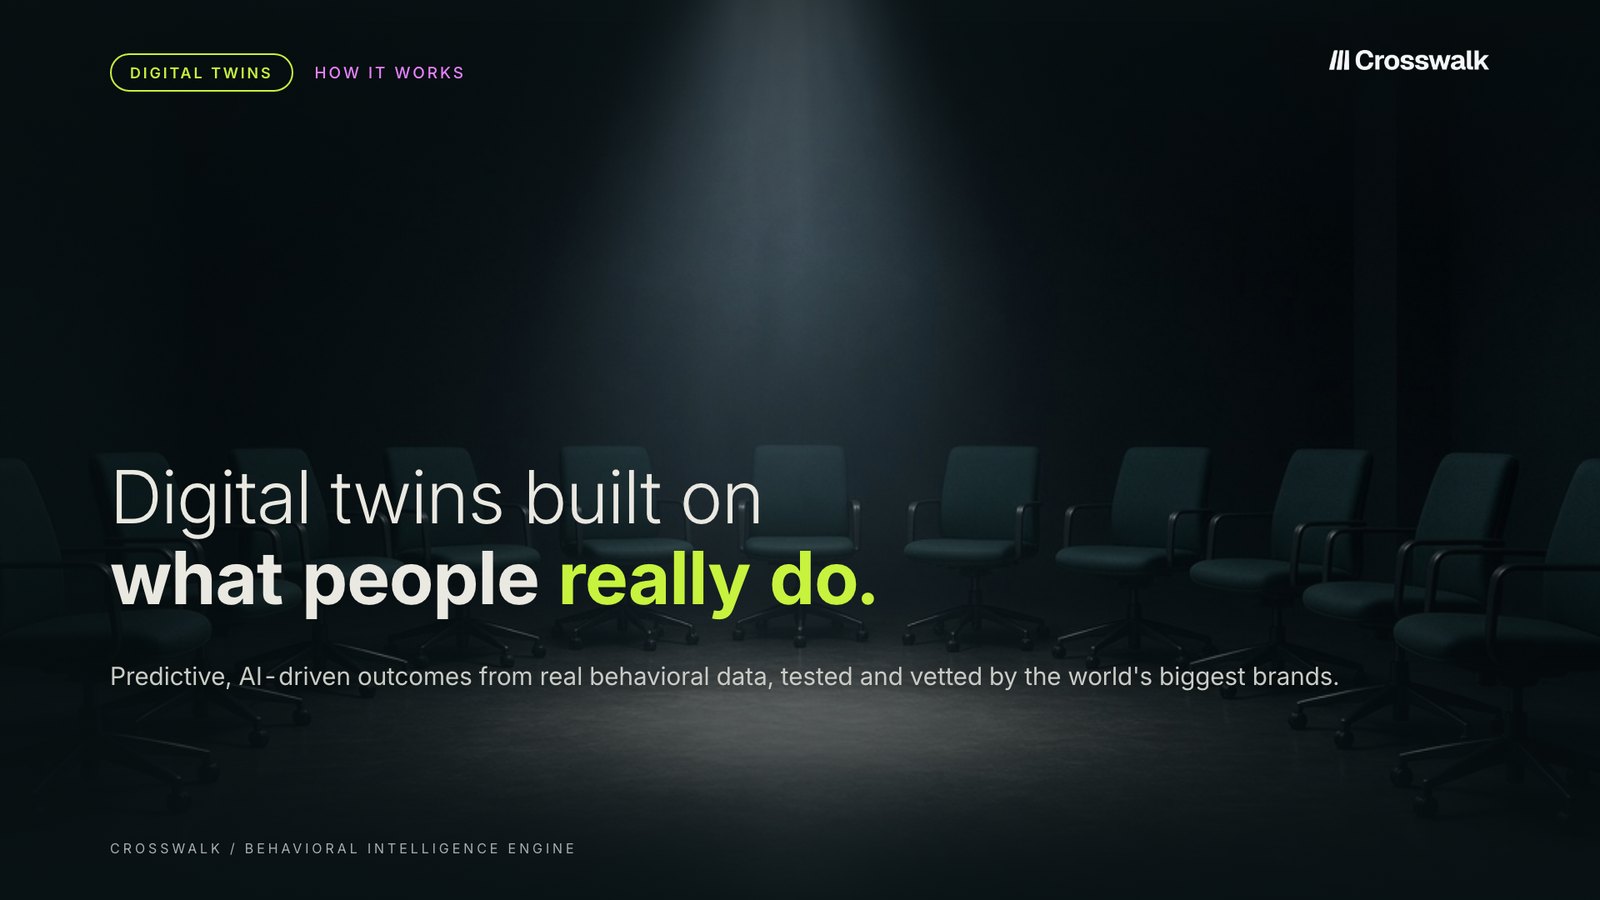 DIGITAL TWINS HOW IT WORKS
Crosswalk
Digital twins built on
what people really do.
Predictive, AI-driven outcomes from real behavioral data, tested and vetted by the world's biggest brands.
CROSSWALK / BEHAVIORAL INTELLIGENCE ENGINE